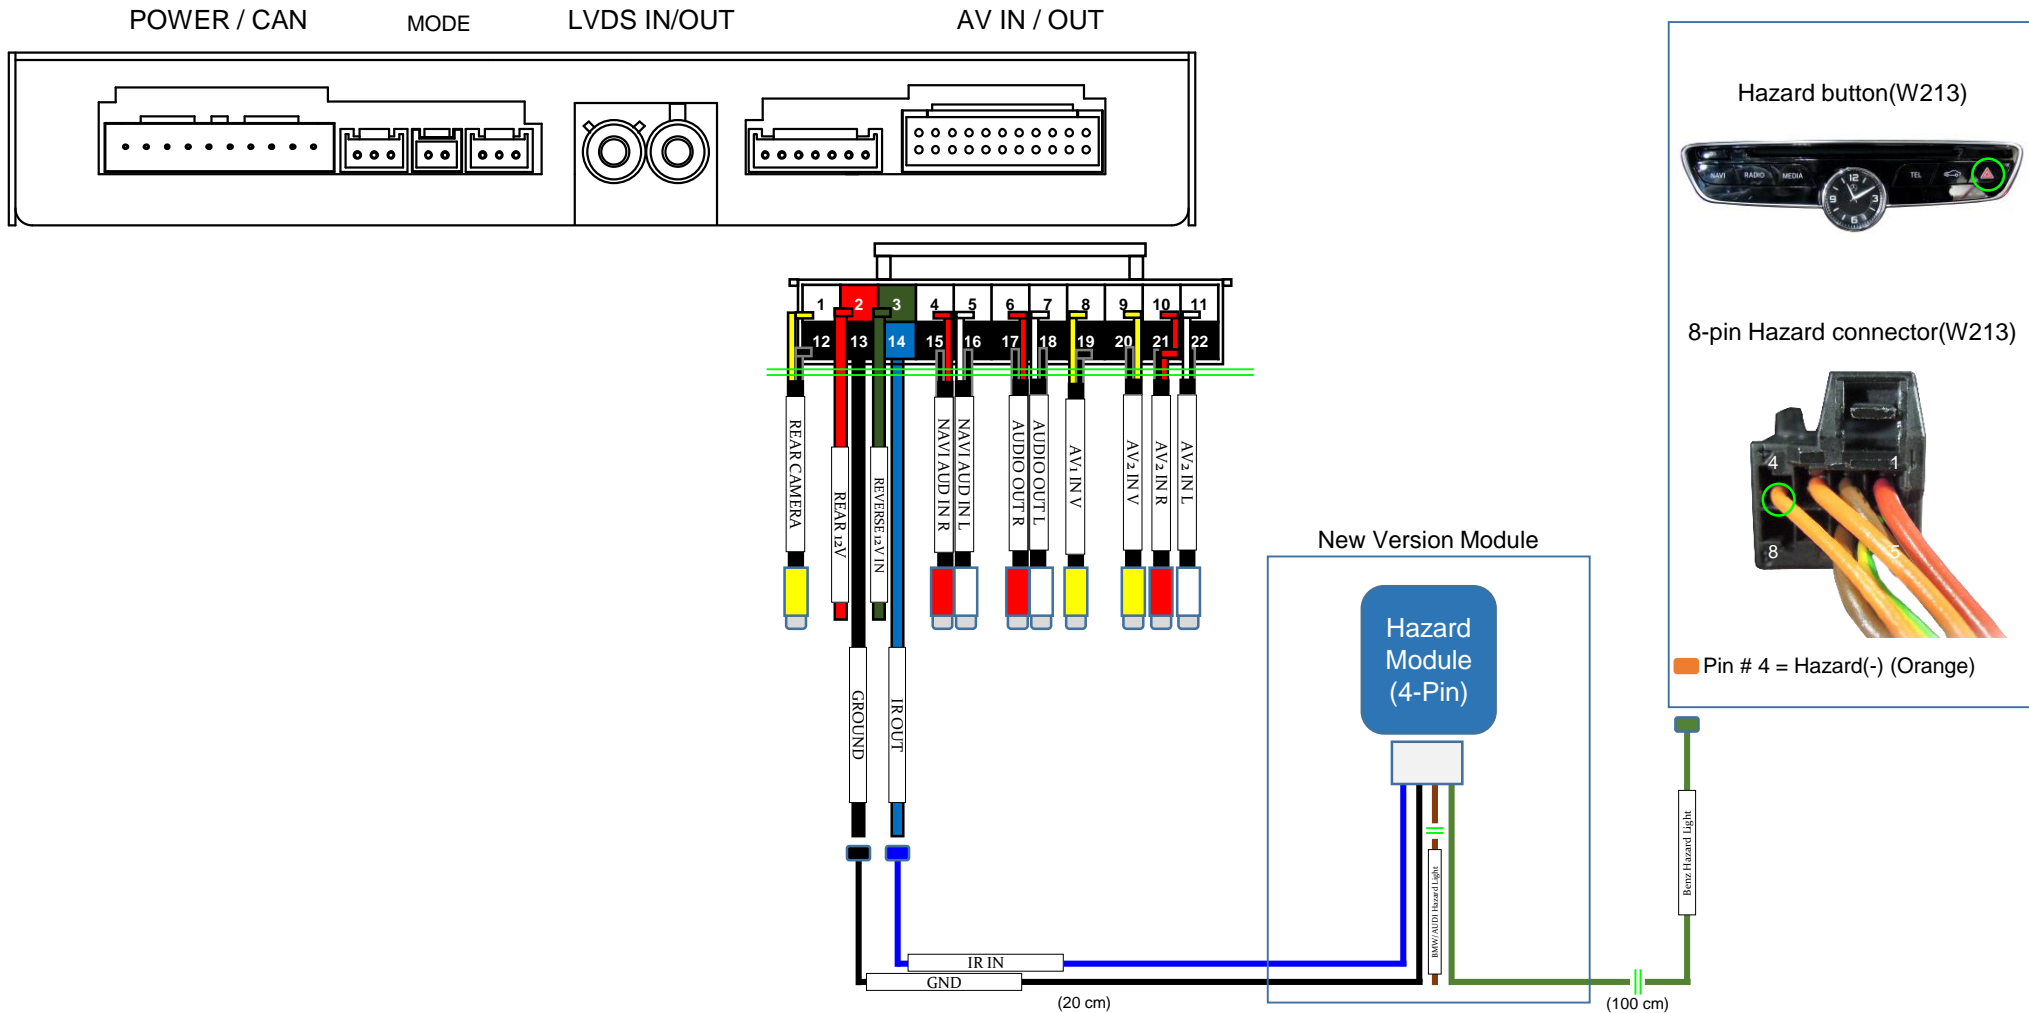 POWER / CAN
MODE
LVDS IN/OUT
AV IN / OUT
Hazard button(W213)
NAVI
RADIO
MEDIA
12
3
6
9
TEL
8-pin Hazard connector(W213)
4
1
8
5
Pin # 4 = Hazard(-) (Orange)
1 2 3 4 5 6 7 8 9 10 11
12 13 14 15 16 17 18 19 20 21 22
REAR CAMERA
REAR 12V
REVERSE 12V IN
NAVI AUD IN R
NAVI AUD IN L
AUDIO OUT R
AUDIO OUT L
AV1 IN V
AV2 IN V
AV2 IN R
AV2 IN L
GROUND
IR OUT
New Version Module
Hazard
Module
(4-Pin)
BMW/AUDI Hazard Light
Benz Hazard Light
IR IN
GND
(20 cm)
(100 cm)